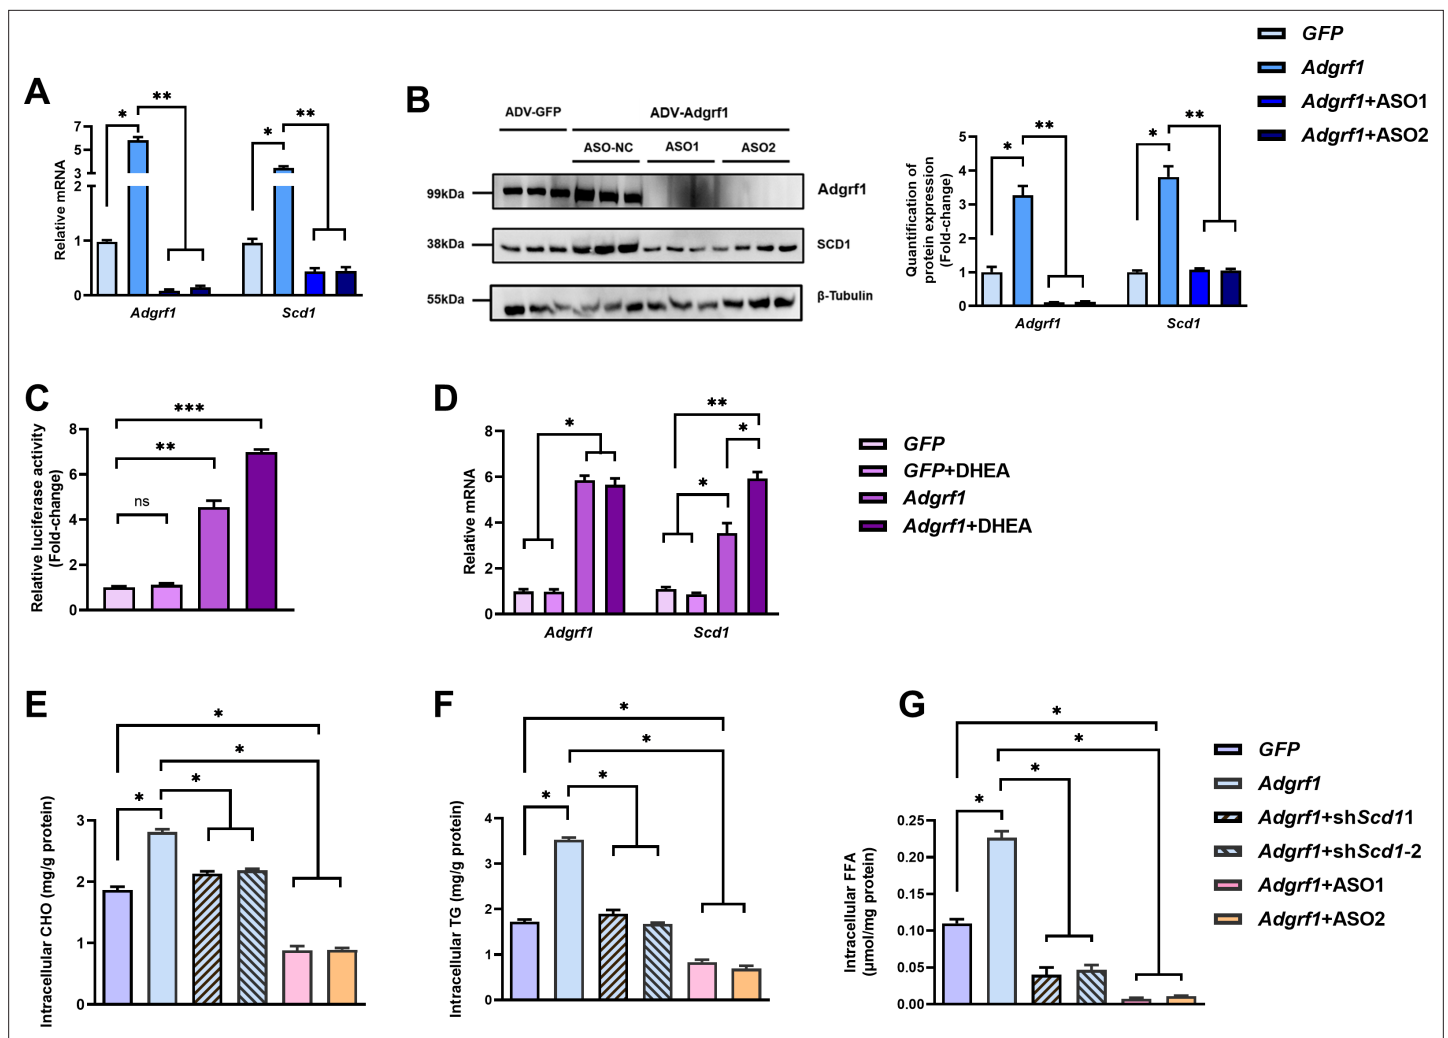 GFP
Adgrf1
Adgrf1+ASO1
Adgrf1+ASO2
A
Relative mRNA
7
5
3
2
1
0
*
**
*
**
Adgrf1
Scd1
B
ADV-GFP
ADV-Adgrf1
ASO-NC
ASO1
ASO2
99kDa
Adgrf1
38kDa
SCD1
55kDa
β-Tubulin
Quantification of
protein expression
(Fold-change)
5
4
3
2
1
0
*
**
*
**
Adgrf1
Scd1
C
Relative luciferase activity
(Fold-change)
8
6
4
2
0
***
**
ns
D
Relative mRNA
8
6
4
2
0
*
**
*
*
Adgrf1
Scd1
GFP
GFP+DHEA
Adgrf1
Adgrf1+DHEA
E
Intracellular CHO (mg/g protein)
3
2
1
0
*
*
*
*
F
Intracellular TG (mg/g protein)
4
3
2
1
0
*
*
*
*
G
Intracellular FFA
(μmol/mg protein)
0.25
0.20
0.15
0.10
0.05
0.00
*
*
*
*
GFP
Adgrf1
Adgrf1+shScd11
Adgrf1+shScd1-2
Adgrf1+ASO1
Adgrf1+ASO2